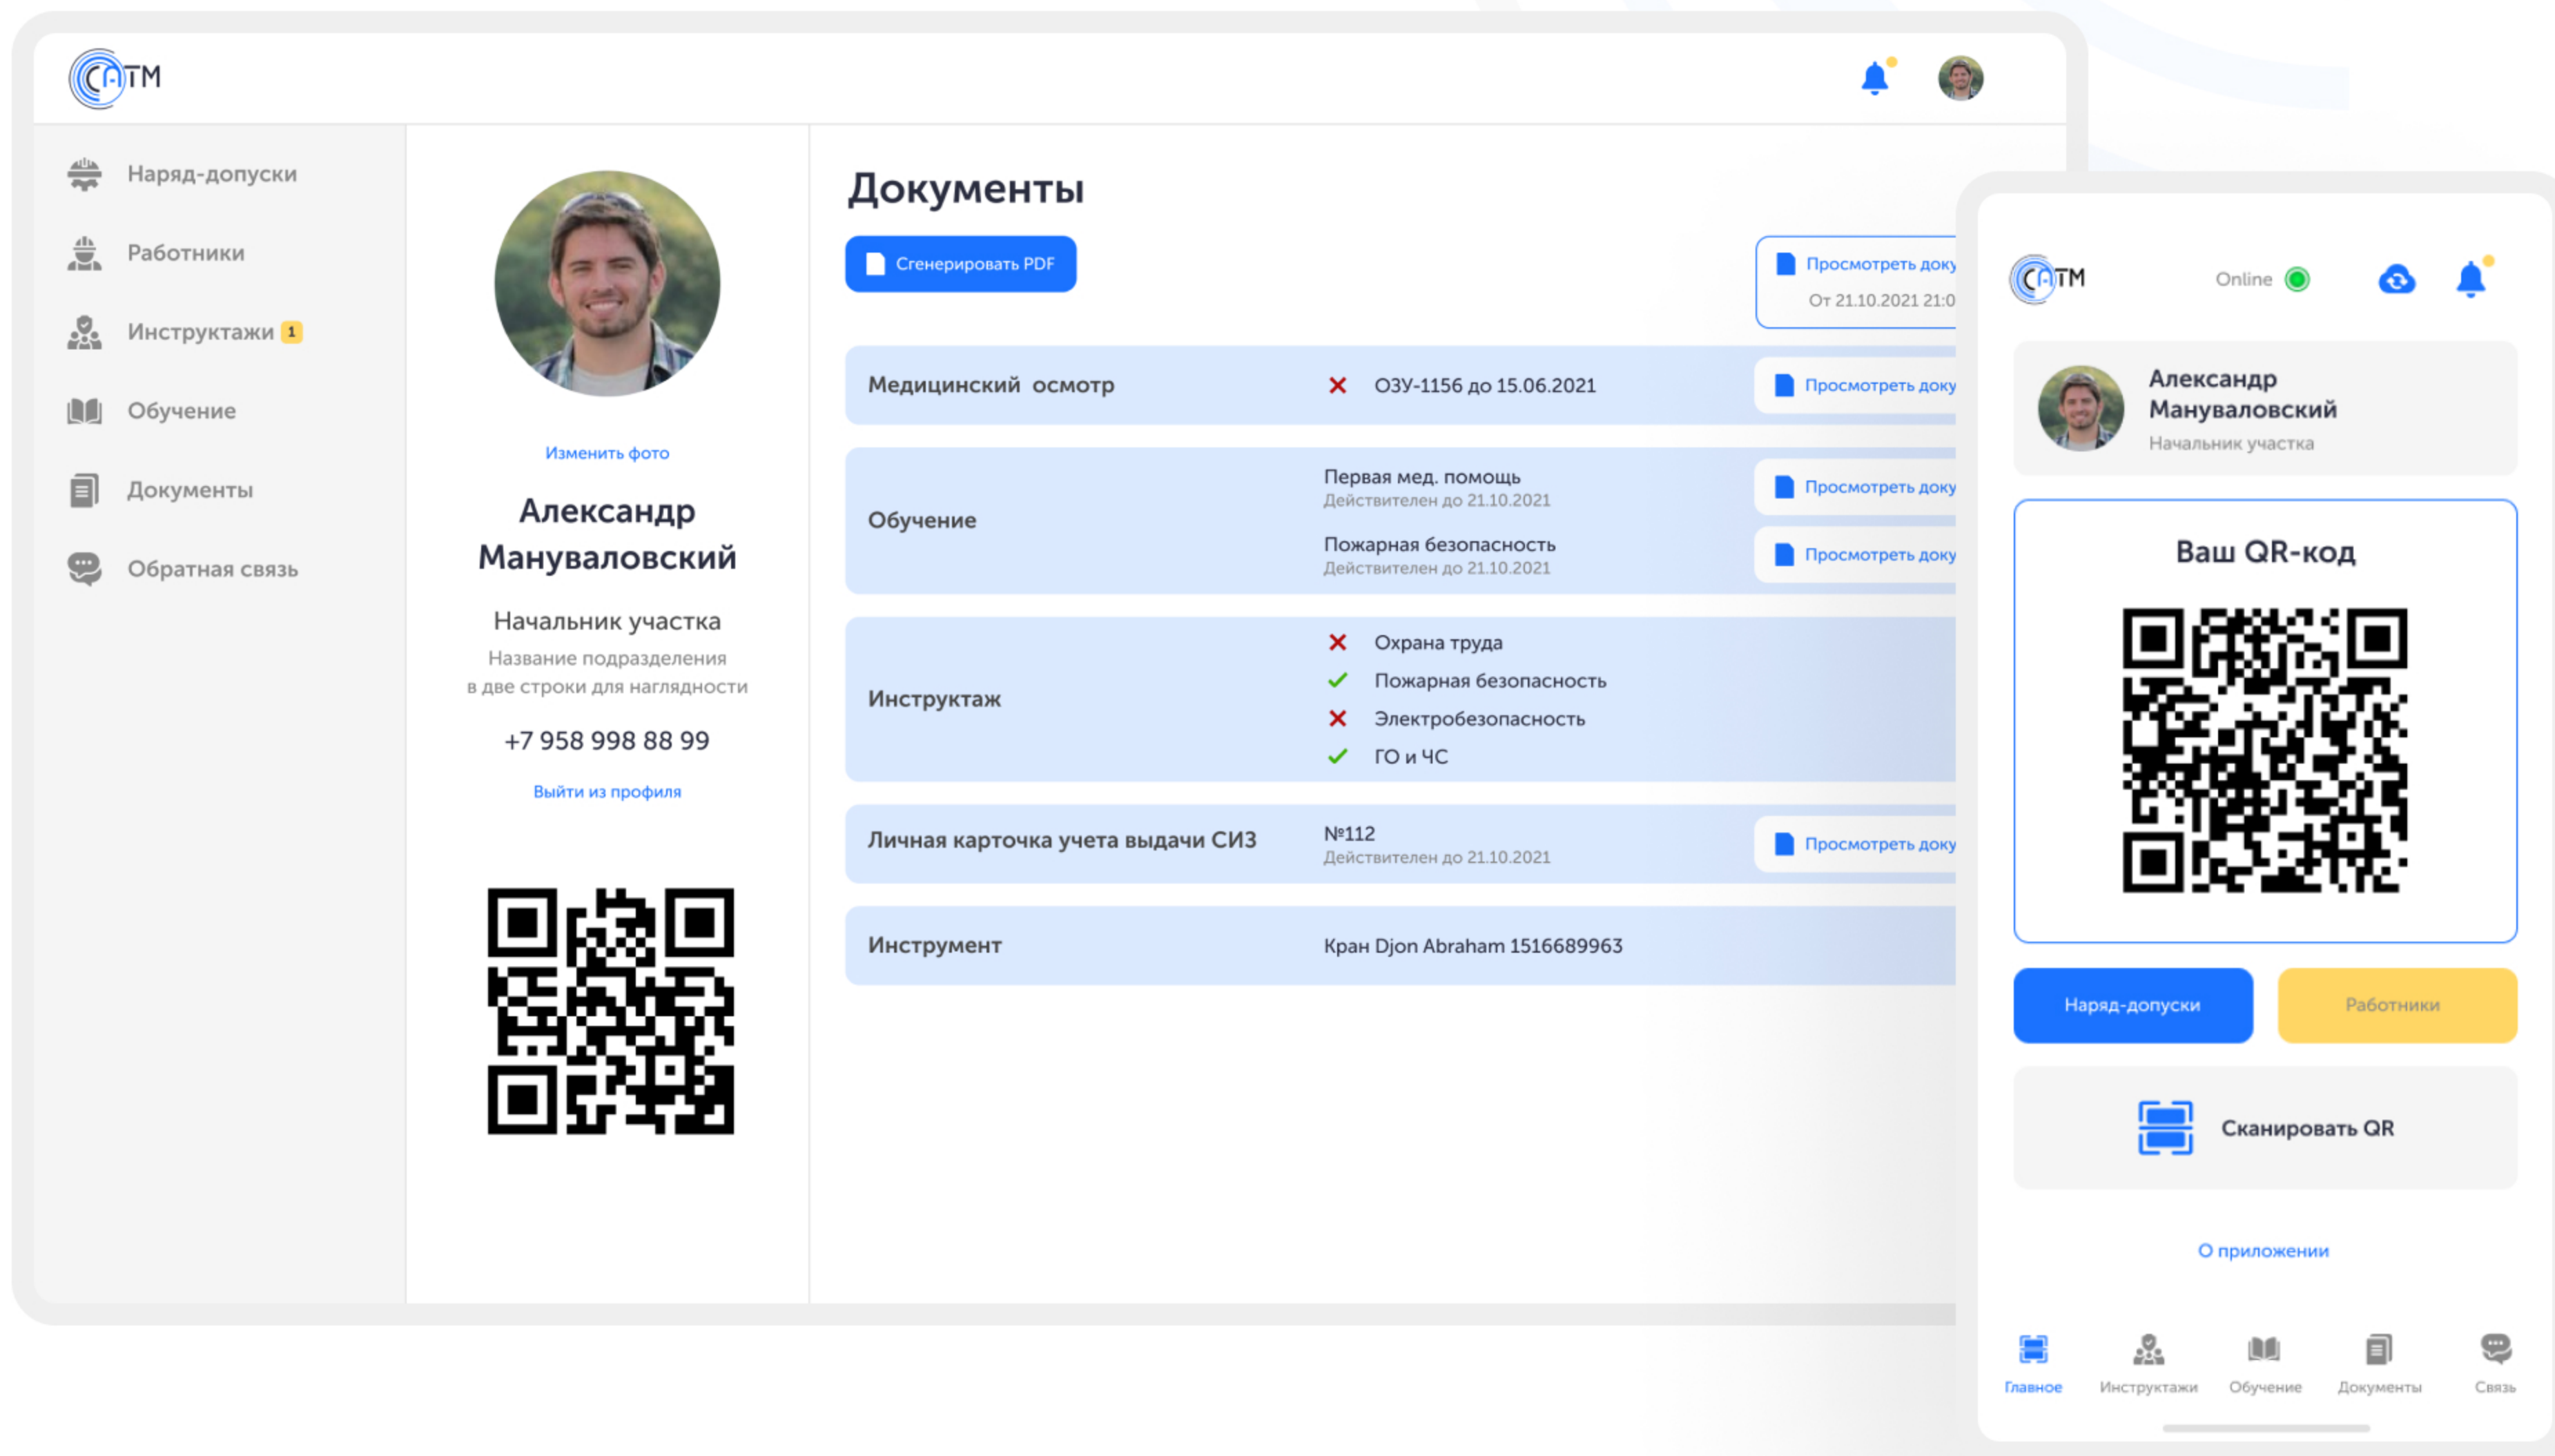 САТМ
Наряд-допуски
Работники
Инструктажи 1
Обучение
Документы
Обратная связь
Изменить фото
Александр
Мануваловский
Начальник участка
Название подразделения
в две строки для наглядности
+7 958 998 88 99
Выйти из профиля
Документы
Сгенерировать PDF
Просмотреть доку
От 21.10.2021 21:0
Медицинский осмотр
ОЗУ-1156 до 15.06.2021
Просмотреть доку
Обучение
Первая мед. помощь
Действителен до 21.10.2021
Просмотреть доку
Пожарная безопасность
Действителен до 21.10.2021
Просмотреть доку
Инструктаж
Охрана труда
Пожарная безопасность
Электробезопасность
ГО и ЧС
Личная карточка учета выдачи СИЗ
№112
Действителен до 21.10.2021
Просмотреть доку
Инструмент
Кран Djon Abraham 1516689963
САТМ
Online
Александр
Мануваловский
Начальник участка
Ваш QR-код
Наряд-допуски
Работники
Сканировать QR
О приложении
Главное
Инструктажи
Обучение
Документы
Связь